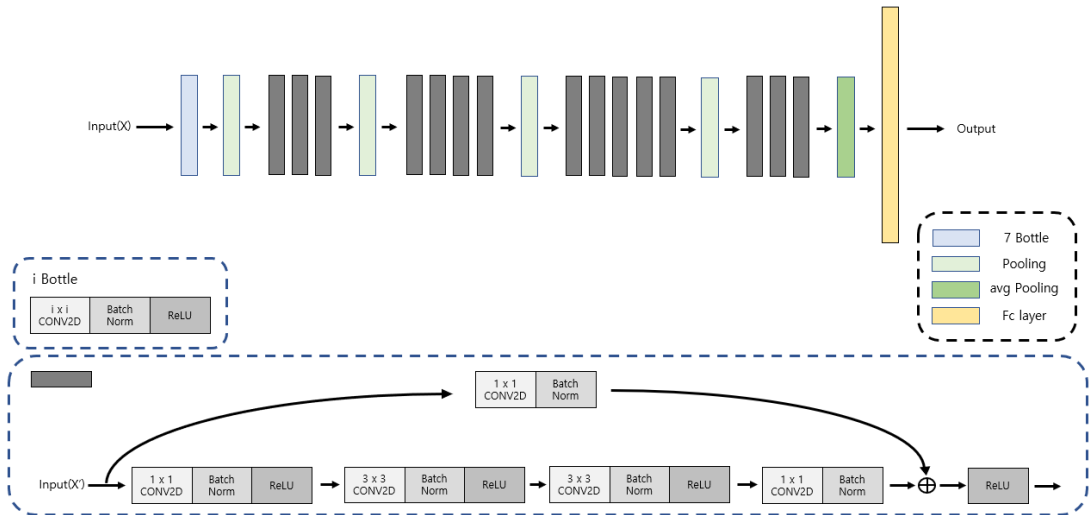 Input(X)
Output
7 Bottle
Pooling
avg Pooling
Fc layer
i Bottle
i x i
CONV2D
Batch
Norm
ReLU
1 x 1
CONV2D
Batch
Norm
Input(X')
1 x 1
CONV2D
Batch
Norm
ReLU
3 x 3
CONV2D
Batch
Norm
ReLU
3 x 3
CONV2D
Batch
Norm
ReLU
1 x 1
CONV2D
Batch
Norm
ReLU